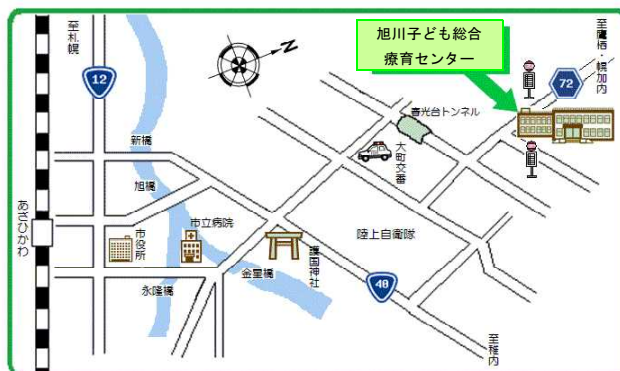 旭川子ども総合
療育センター
至札幌
12
N
至鷹栖・幌加内
72
春光台トンネル
大町交番
新橋
旭橋
あさひかわ
市役所
市立病院
陸上自衛隊
護国神社
金星橋
永隆橋
40
至稚内